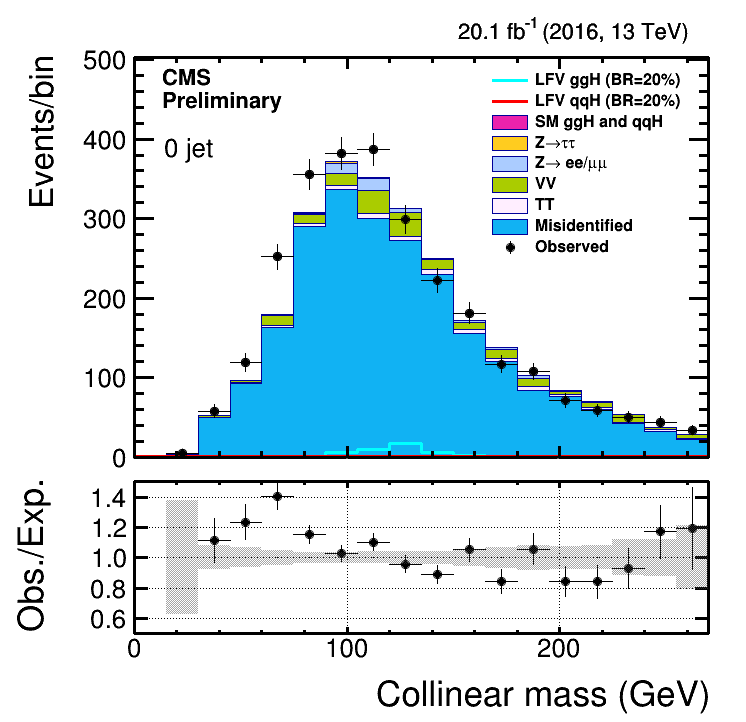 20.1 fb-1 (2016, 13 TeV)
Events/bin
500
400
300
200
100
0
CMS
Preliminary
0 jet
LFV ggH (BR=20%)
LFV qqH (BR=20%)
SM ggH and qqH
Z→ττ
Z→ ee/μμ
VV
TT
Misidentified
Observed
Obs./Exp.
1.4
1.2
1.0
0.8
0.6
0
100
200
Collinear mass (GeV)